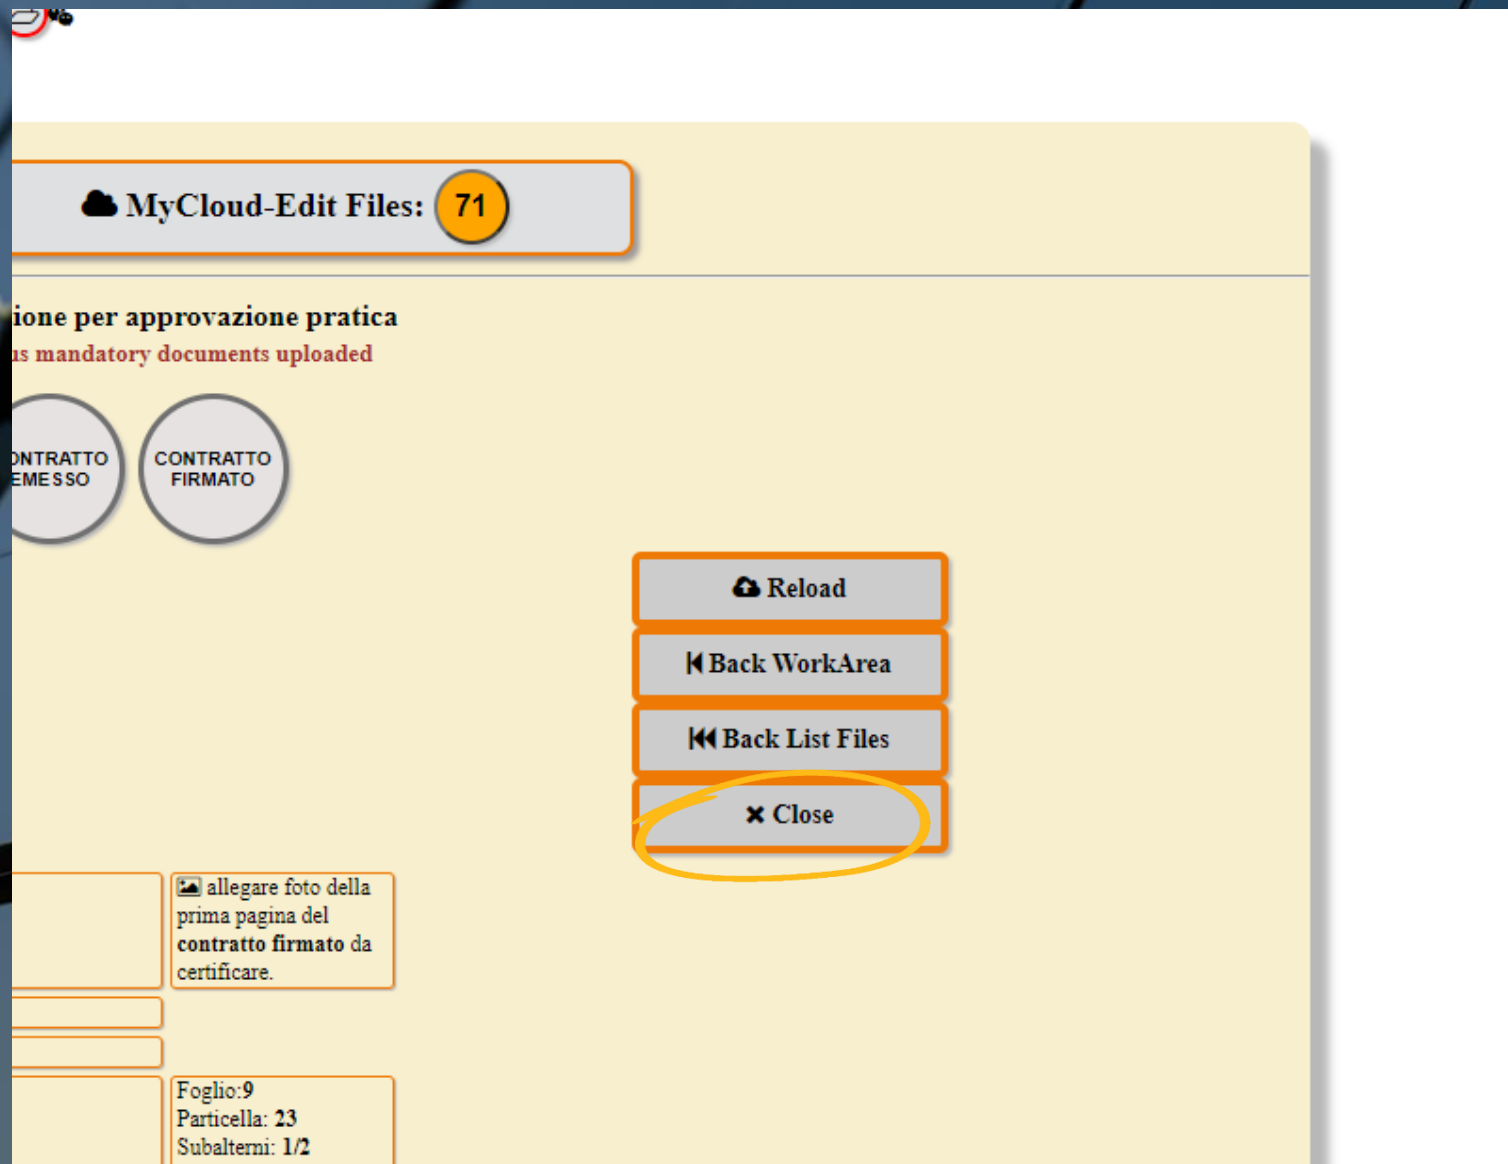 MyCloud-Edit Files: 71
ione per approvazione pratica
us mandatory documents uploaded
ONTRATTO
EMESSO
CONTRATTO
FIRMATO
Reload
Back WorkArea
Back List Files
Close
allegare foto della
prima pagina del
contratto firmato da
certificare.
Foglio:9
Particella: 23
Subalterni: 1/2